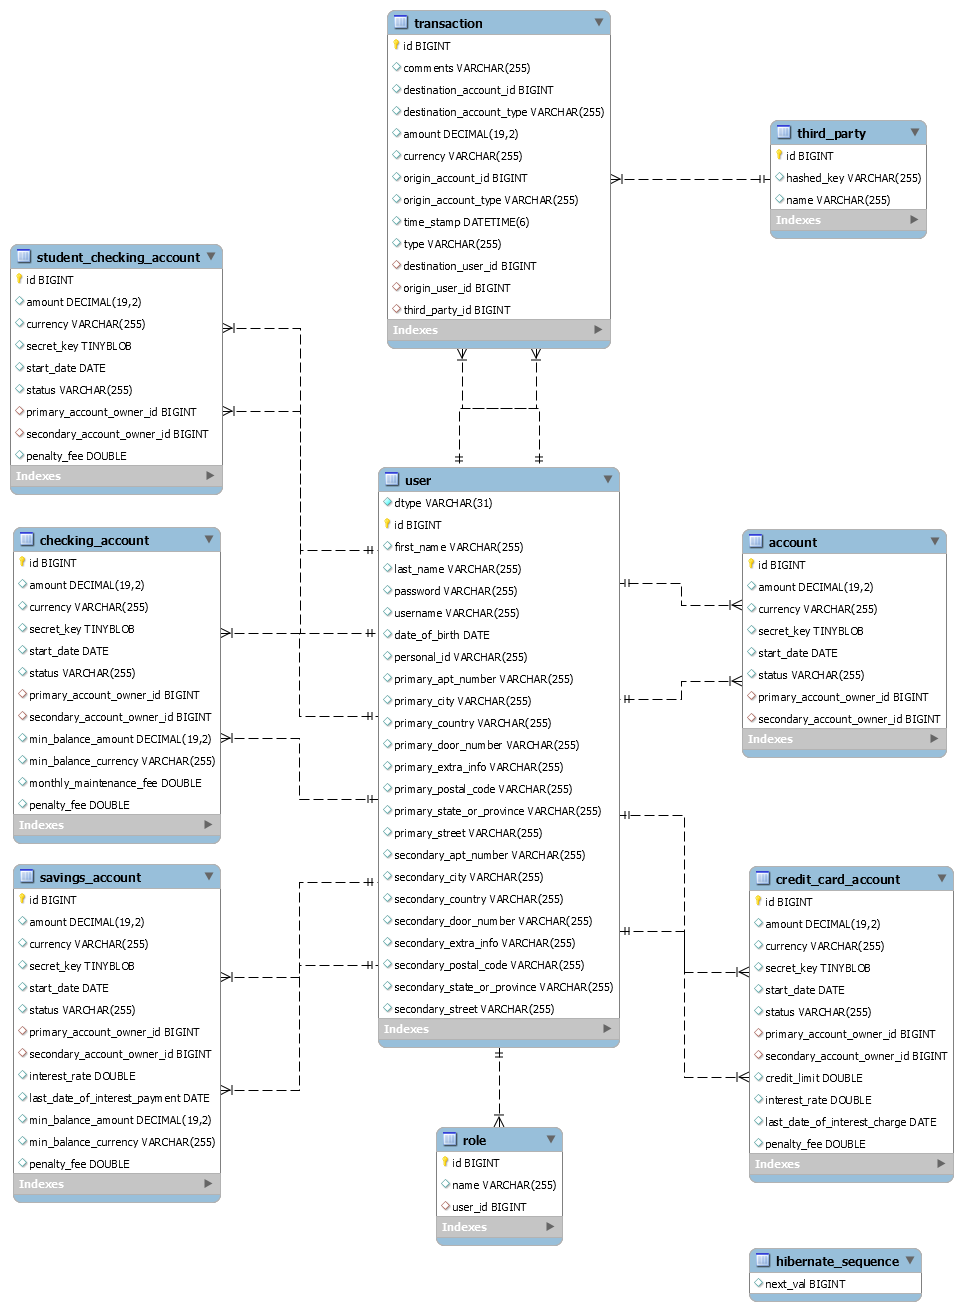 transaction
id BIGINT
comments VARCHAR(255)
destination_account_id BIGINT
destination_account_type VARCHAR(255)
amount DECIMAL(19,2)
currency VARCHAR(255)
origin_account_id BIGINT
origin_account_type VARCHAR(255)
time_stamp DATETIME(6)
type VARCHAR(255)
destination_user_id BIGINT
origin_user_id BIGINT
third_party_id BIGINT
Indexes
third_party
id BIGINT
hashed_key VARCHAR(255)
name VARCHAR(255)
Indexes
student_checking_account
id BIGINT
amount DECIMAL(19,2)
currency VARCHAR(255)
secret_key TINYBLOB
start_date DATE
status VARCHAR(255)
primary_account_owner_id BIGINT
secondary_account_owner_id BIGINT
penalty_fee DOUBLE
Indexes
user
dtype VARCHAR(31)
id BIGINT
first_name VARCHAR(255)
last_name VARCHAR(255)
password VARCHAR(255)
username VARCHAR(255)
date_of_birth DATE
personal_id VARCHAR(255)
primary_apt_number VARCHAR(255)
primary_city VARCHAR(255)
primary_country VARCHAR(255)
primary_door_number VARCHAR(255)
primary_extra_info VARCHAR(255)
primary_postal_code VARCHAR(255)
primary_state_or_province VARCHAR(255)
primary_street VARCHAR(255)
secondary_apt_number VARCHAR(255)
secondary_city VARCHAR(255)
secondary_country VARCHAR(255)
secondary_door_number VARCHAR(255)
secondary_extra_info VARCHAR(255)
secondary_postal_code VARCHAR(255)
secondary_state_or_province VARCHAR(255)
secondary_street VARCHAR(255)
Indexes
checking_account
id BIGINT
amount DECIMAL(19,2)
currency VARCHAR(255)
secret_key TINYBLOB
start_date DATE
status VARCHAR(255)
primary_account_owner_id BIGINT
secondary_account_owner_id BIGINT
min_balance_amount DECIMAL(19,2)
min_balance_currency VARCHAR(255)
monthly_maintenance_fee DOUBLE
penalty_fee DOUBLE
Indexes
account
id BIGINT
amount DECIMAL(19,2)
currency VARCHAR(255)
secret_key TINYBLOB
start_date DATE
status VARCHAR(255)
primary_account_owner_id BIGINT
secondary_account_owner_id BIGINT
Indexes
savings_account
id BIGINT
amount DECIMAL(19,2)
currency VARCHAR(255)
secret_key TINYBLOB
start_date DATE
status VARCHAR(255)
primary_account_owner_id BIGINT
secondary_account_owner_id BIGINT
interest_rate DOUBLE
last_date_of_interest_payment DATE
min_balance_amount DECIMAL(19,2)
min_balance_currency VARCHAR(255)
penalty_fee DOUBLE
Indexes
credit_card_account
id BIGINT
amount DECIMAL(19,2)
currency VARCHAR(255)
secret_key TINYBLOB
start_date DATE
status VARCHAR(255)
primary_account_owner_id BIGINT
secondary_account_owner_id BIGINT
credit_limit DOUBLE
interest_rate DOUBLE
last_date_of_interest_charge DATE
penalty_fee DOUBLE
Indexes
role
id BIGINT
name VARCHAR(255)
user_id BIGINT
Indexes
hibernate_sequence
next_val BIGINT